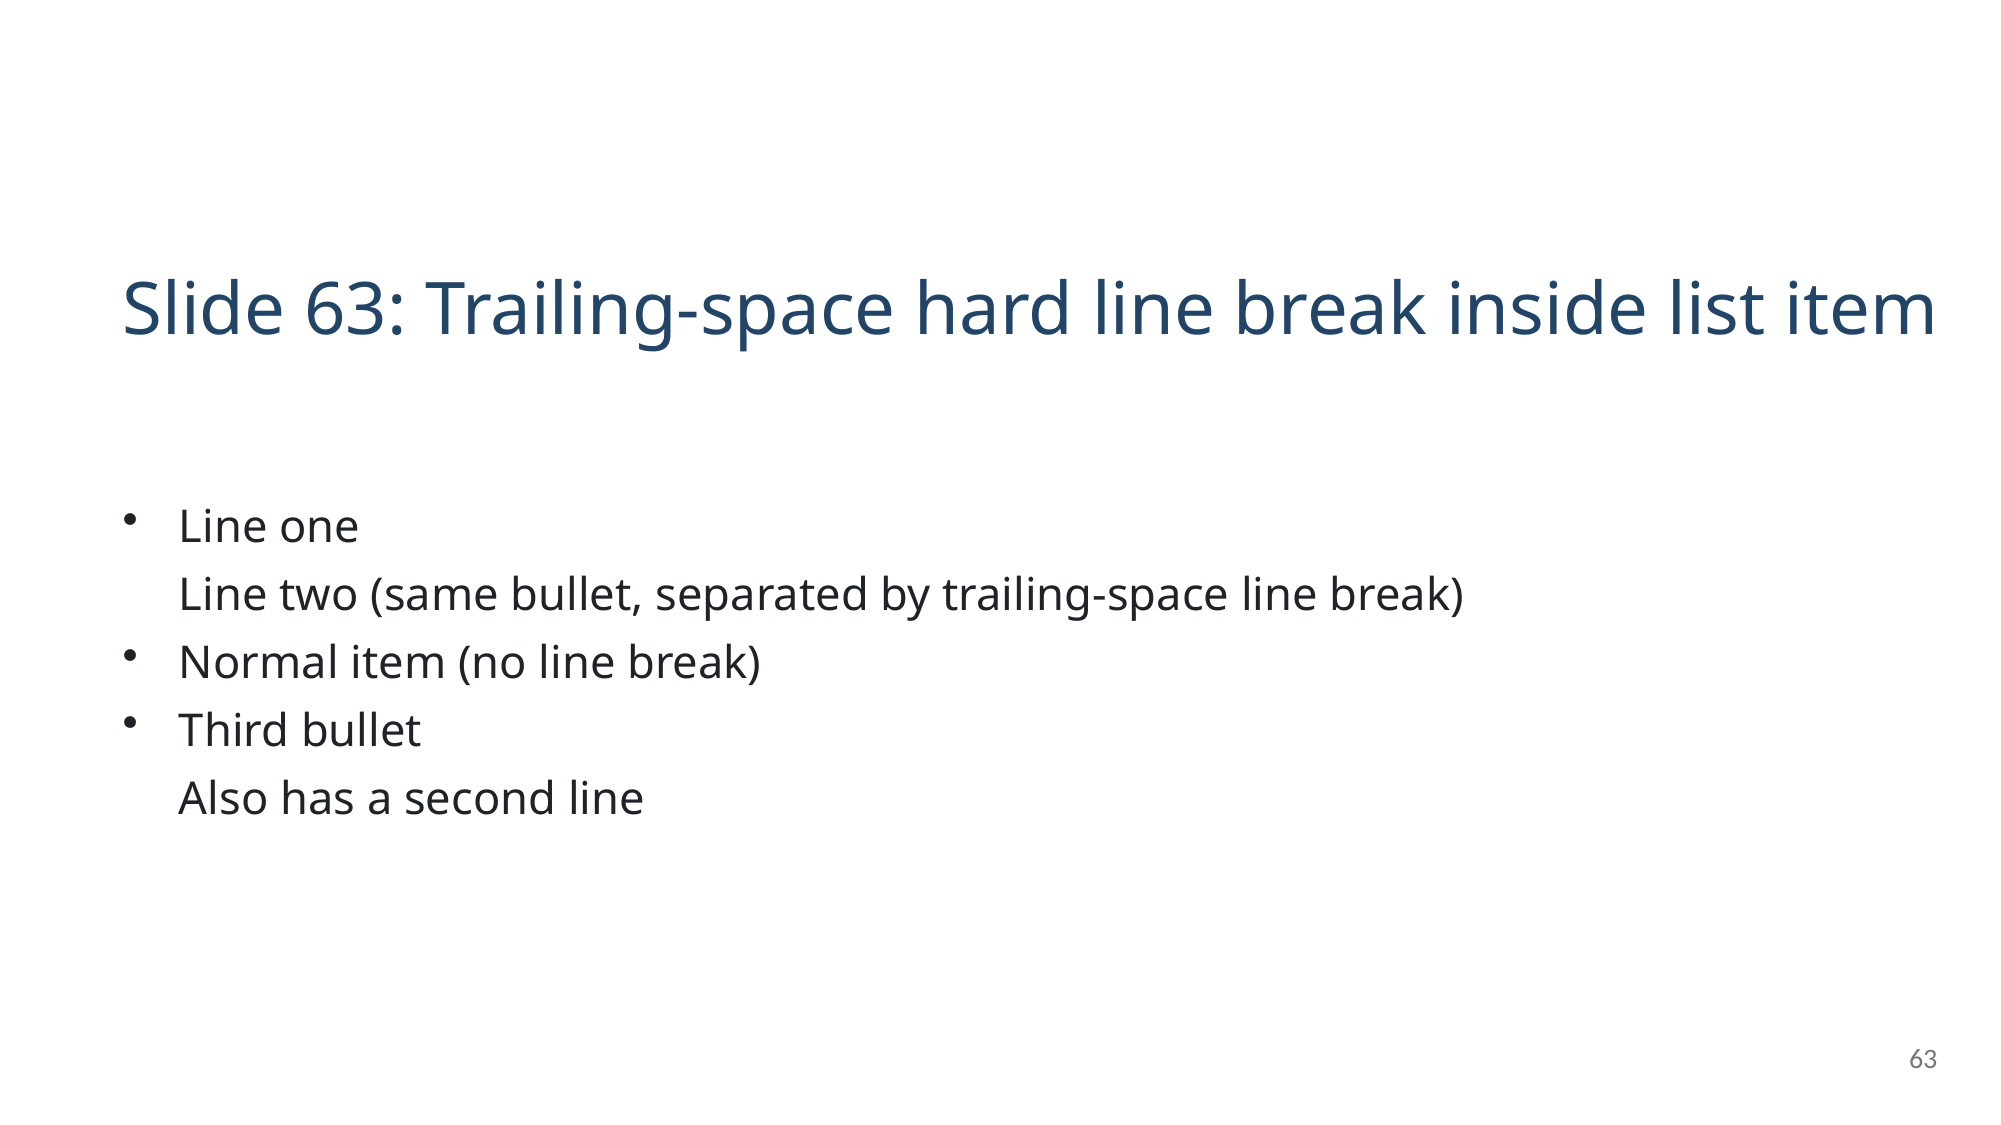 Slide 63: Trailing-space hard line break inside list item
• Line one
Line two (same bullet, separated by trailing-space line break)
• Normal item (no line break)
• Third bullet
Also has a second line
63